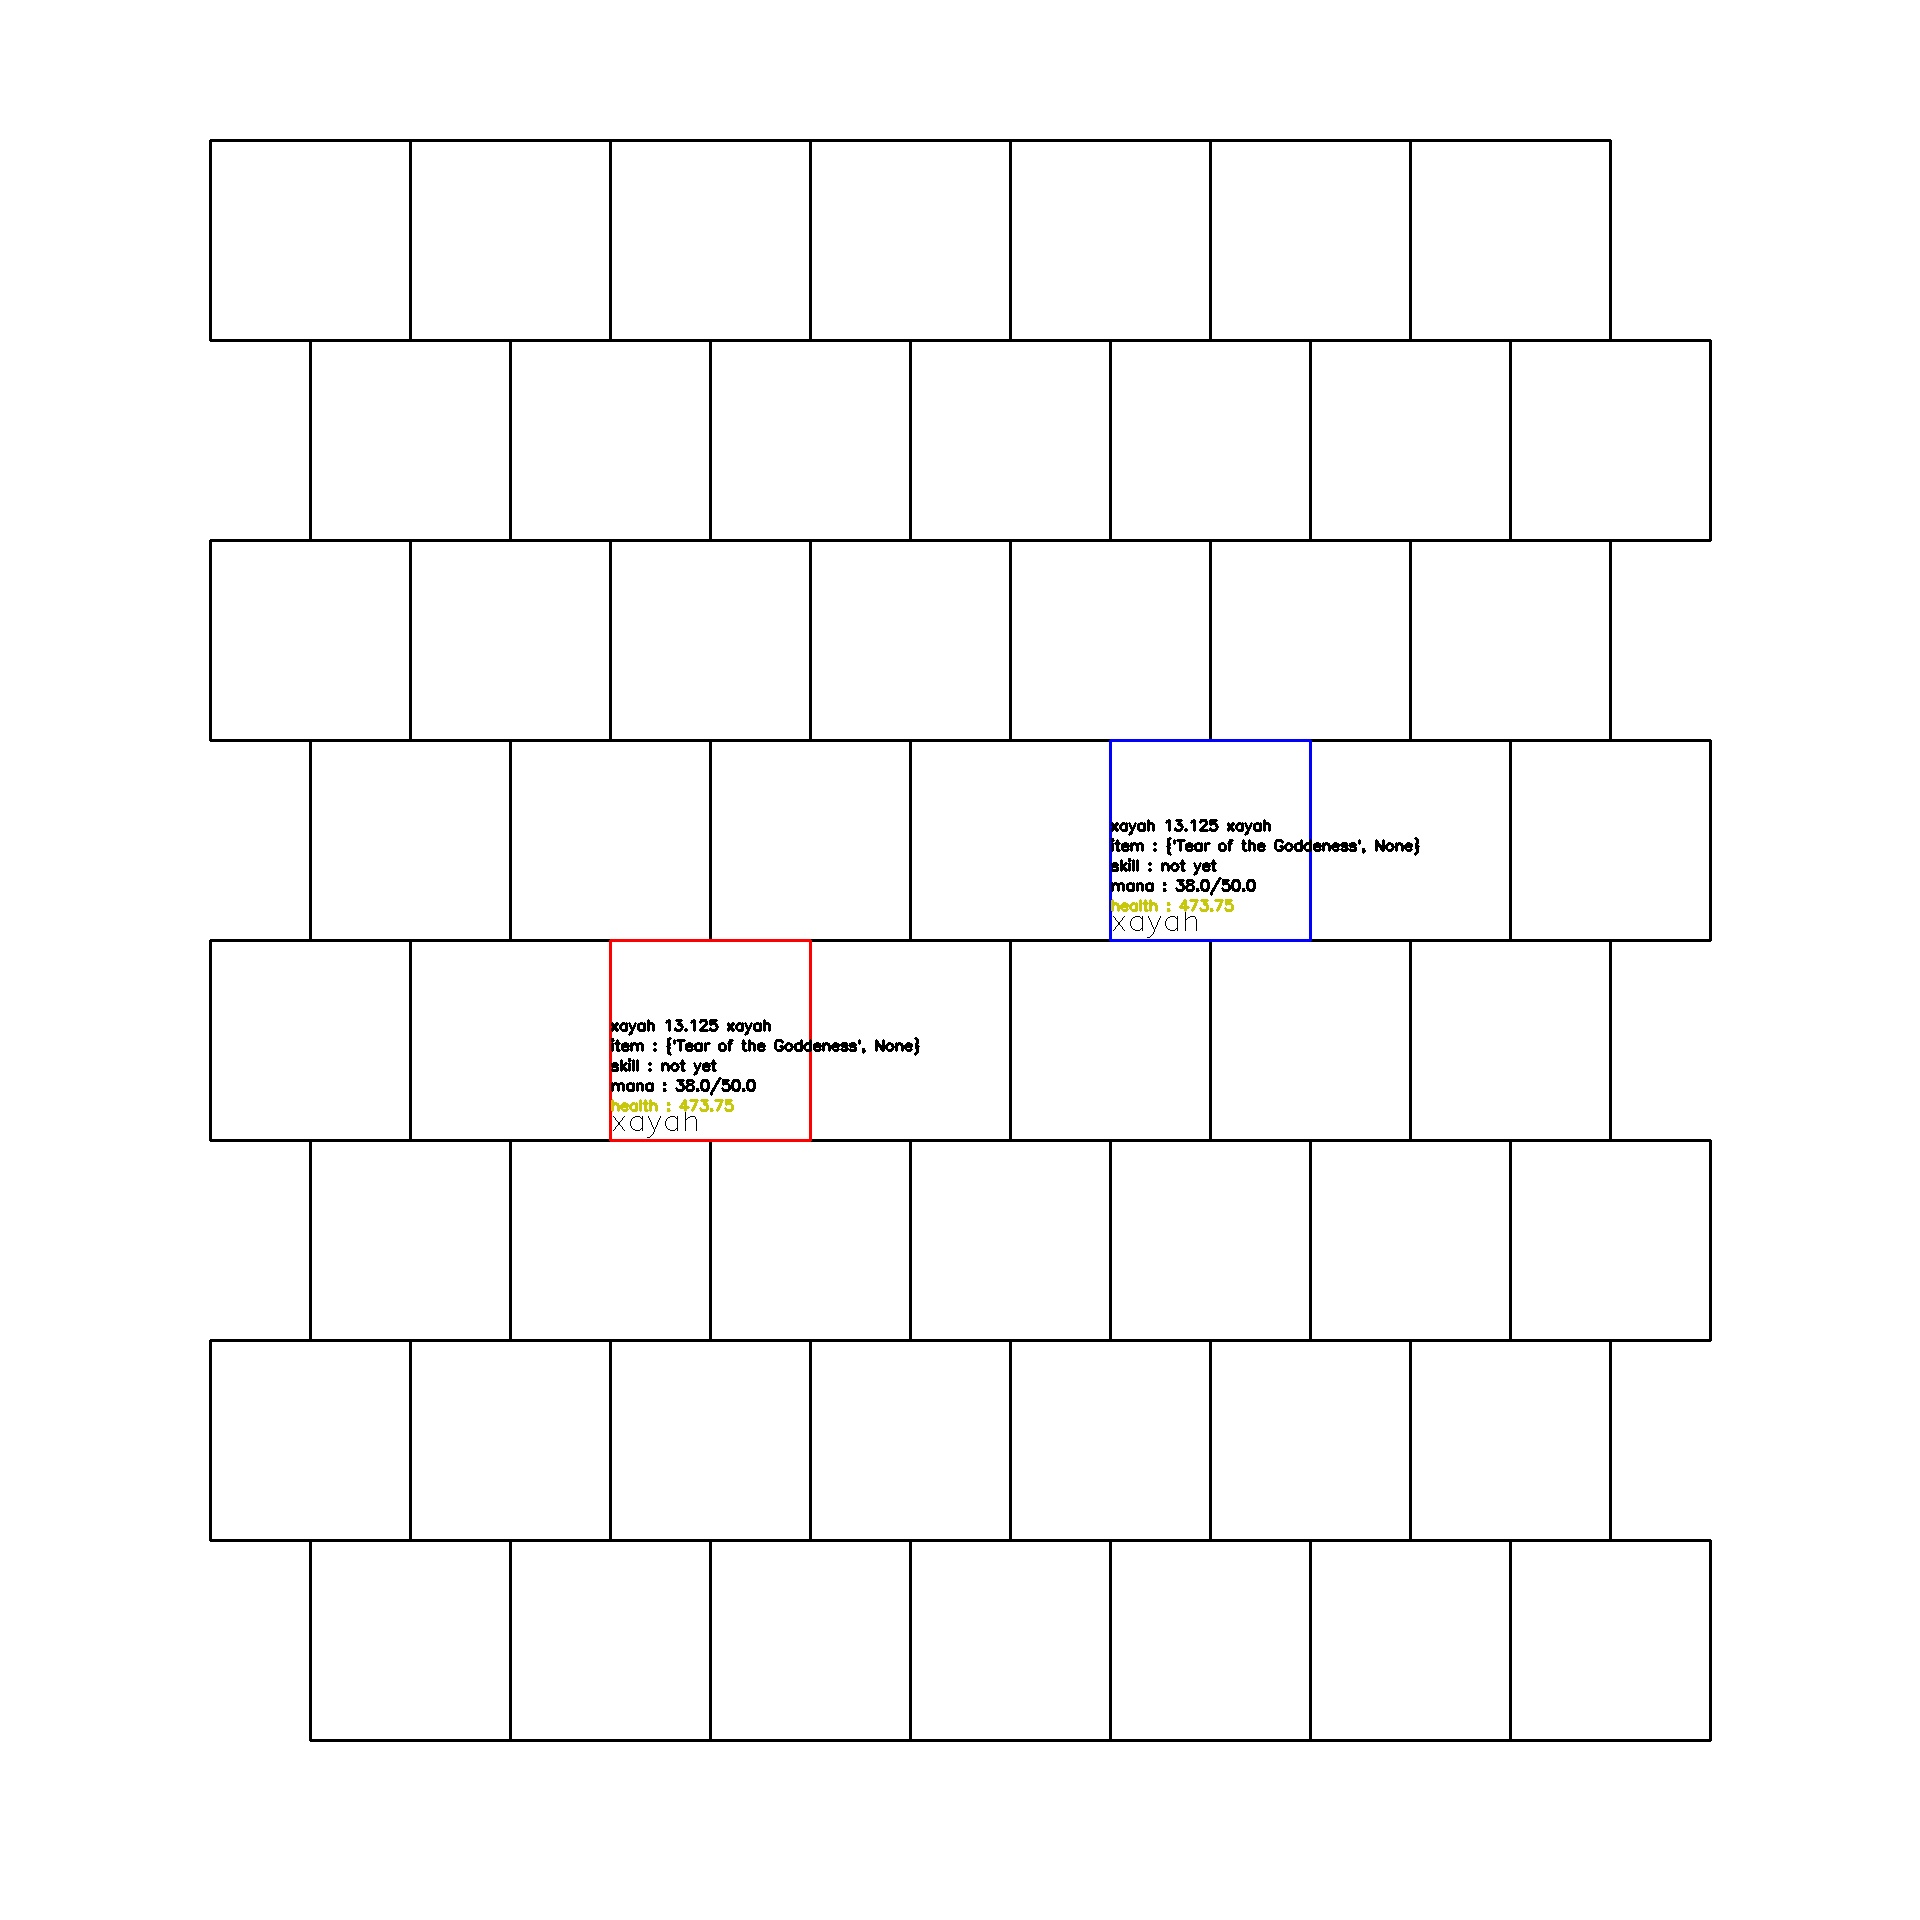 xayah 13.125 xayah
item : {'Tear of the Goddeness', None}
skill : not yet
mana : 38.0/50.0
health : 473.75
xayah
xayah 13.125 xayah
item : {'Tear of the Goddeness', None}
skill : not yet
mana : 38.0/50.0
health : 473.75
xayah